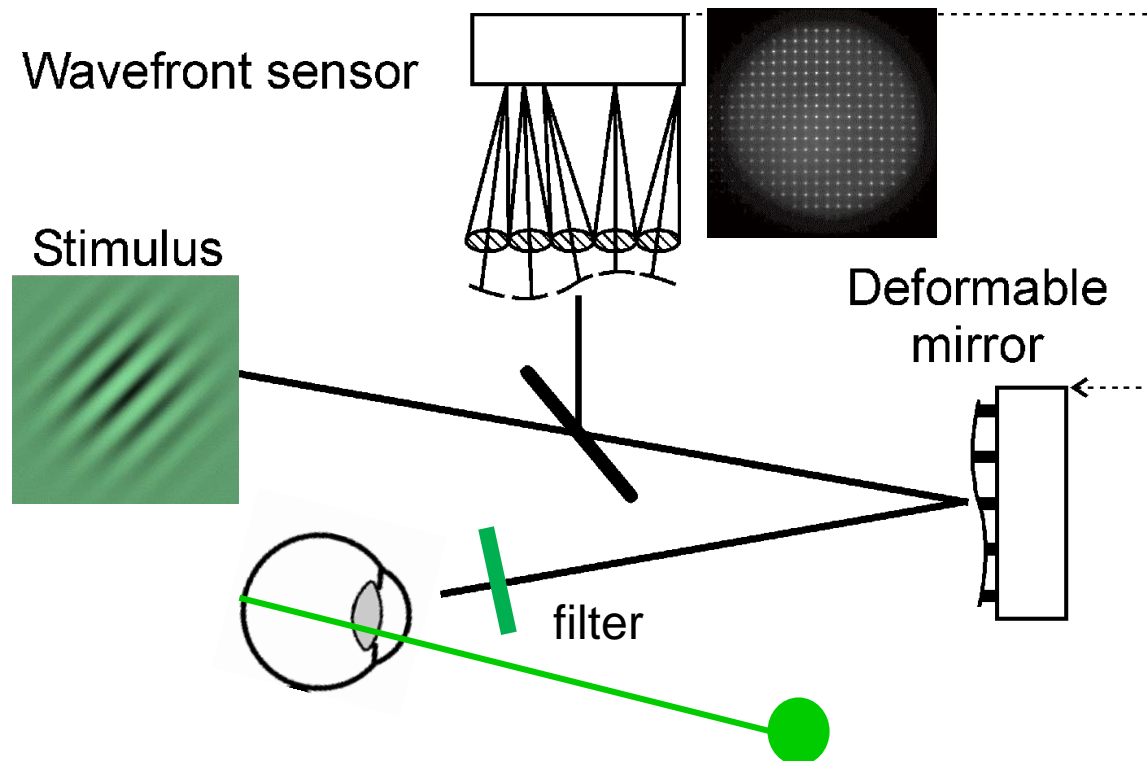 Wavefront sensor
Stimulus
Deformable
mirror
filter